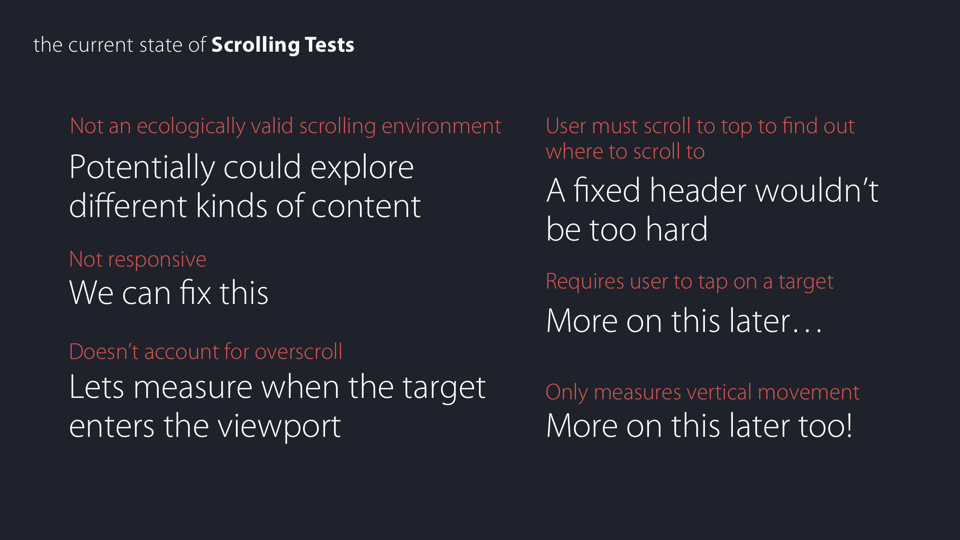 the current state of Scrolling Tests
Not an ecologically valid scrolling environment
Potentially could explore
different kinds of content
Not responsive
We can fix this
Doesn't account for overscroll
Lets measure when the target
enters the viewport
User must scroll to top to find out
where to scroll to
A fixed header wouldn't
be too hard
Requires user to tap on a target
More on this later…
Only measures vertical movement
More on this later too!